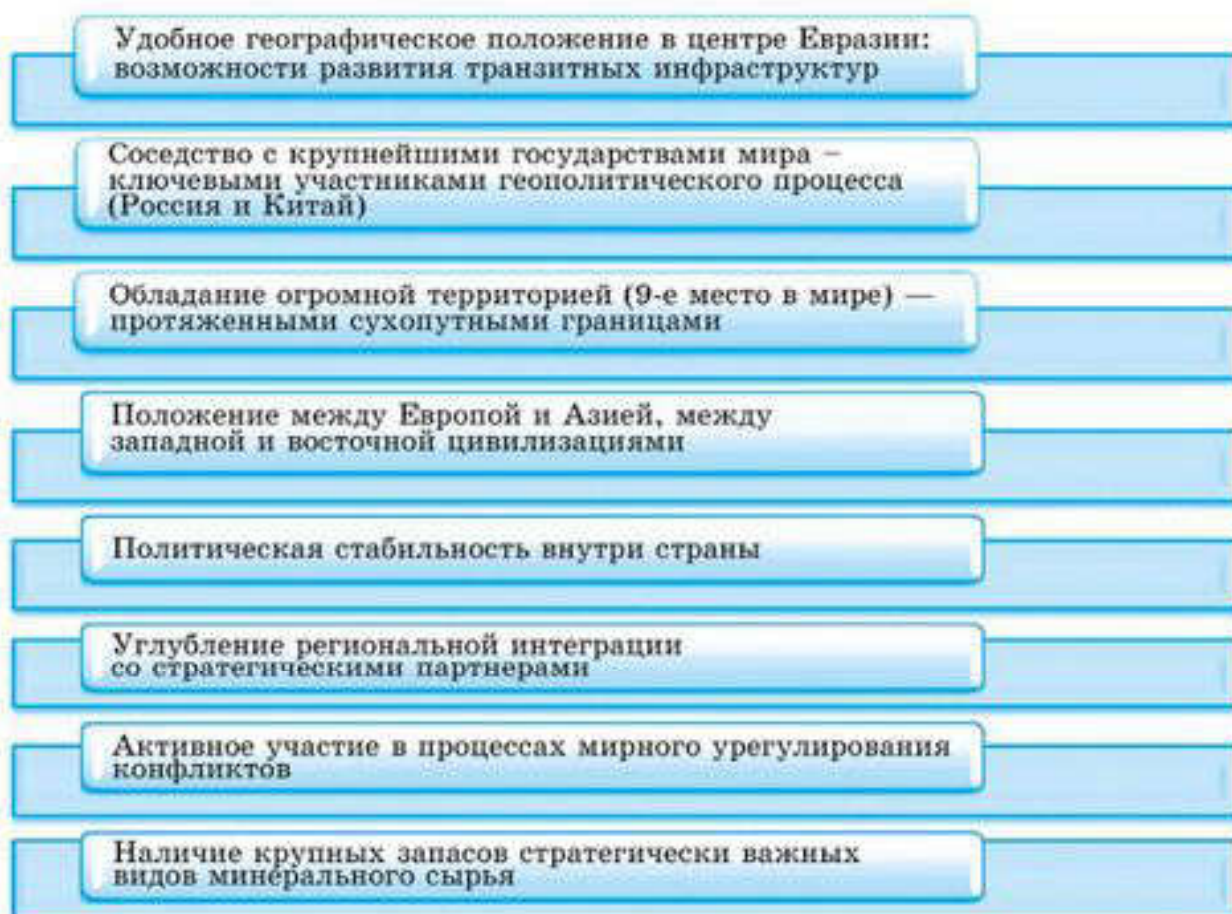 Удобное географическое положение в центре Евразии:
возможности развития транзитных инфраструктур
Соседство с крупнейшими государствами мира –
ключевыми участниками геополитического процесса
(Россия и Китай)
Обладание огромной территорией (9-е место в мире) —
протяженными сухопутными границами
Положение между Европой и Азией, между
западной и восточной цивилизациями
Политическая стабильность внутри страны
Углубление региональной интеграции
со стратегическими партнерами
Активное участие в процессах мирного урегулирования
конфликтов
Наличие крупных запасов стратегически важных
видов минерального сырья